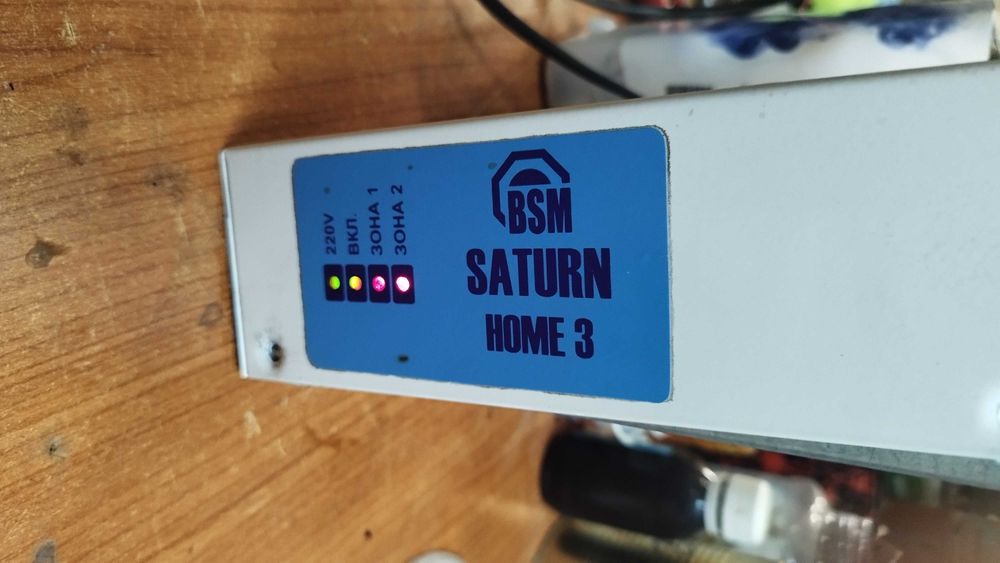 220V
ВКЛ.
ЗОНА 1
ЗОНА 2
BSM
SATURN
HOME 3